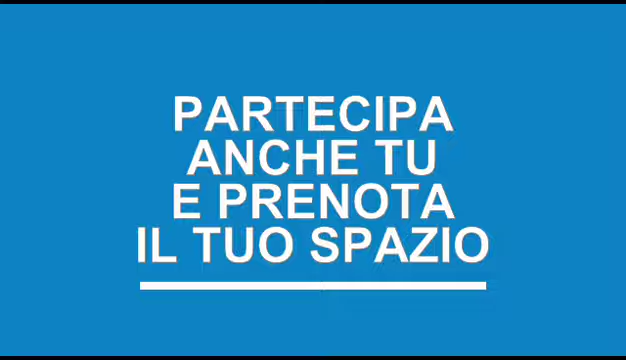 PARTECIPA
ANCHE TU
E PRENOTA
IL TUO SPAZIO